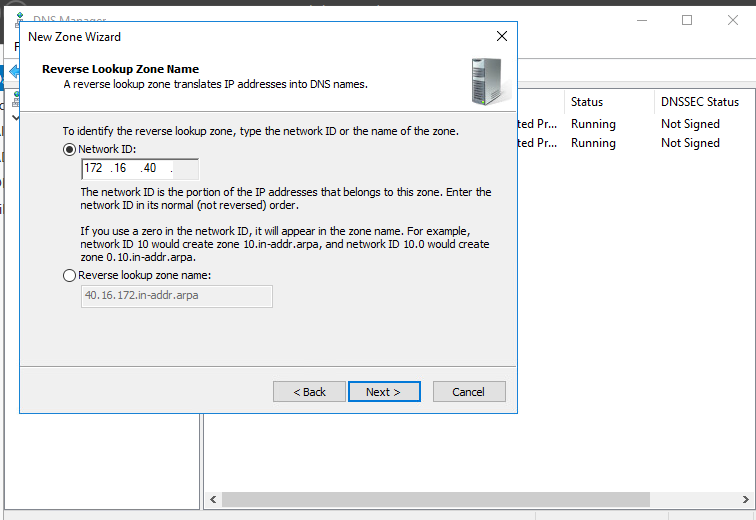 DNS Manager
New Zone Wizard
Reverse Lookup Zone Name
A reverse lookup zone translates IP addresses into DNS names.
To identify the reverse lookup zone, type the network ID or the name of the zone.
Network ID:
172 .16 .40 .
The network ID is the portion of the IP addresses that belongs to this zone. Enter the
network ID in its normal (not reversed) order.
If you use a zero in the network ID, it will appear in the zone name. For example,
network ID 10 would create zone 10.in-addr.arpa, and network ID 10.0 would create
zone 0.10.in-addr.arpa.
Reverse lookup zone name:
40.16.172.in-addr.arpa
< Back Next > Cancel
Status DNSSEC Status
ted Pr... Running Not Signed
ted Pr... Running Not Signed